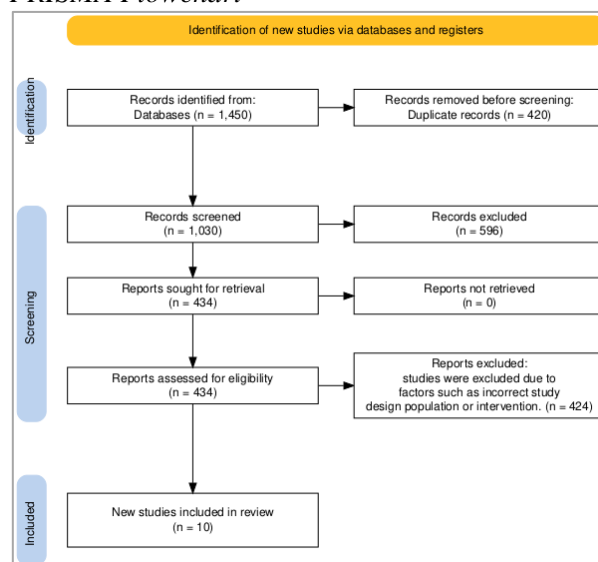 PRISMA Flowchart
Identification of new studies via databases and registers
Identification
Records identified from:
Databases (n = 1,450)
Records removed before screening:
Duplicate records (n = 420)
Screening
Records screened
(n = 1,030)
Records excluded
(n = 596)
Reports sought for retrieval
(n = 434)
Reports not retrieved
(n = 0)
Reports assessed for eligibility
(n = 434)
Reports excluded:
studies were excluded due to
factors such as incorrect study
design population or intervention. (n = 424)
Included
New studies included in review
(n = 10)